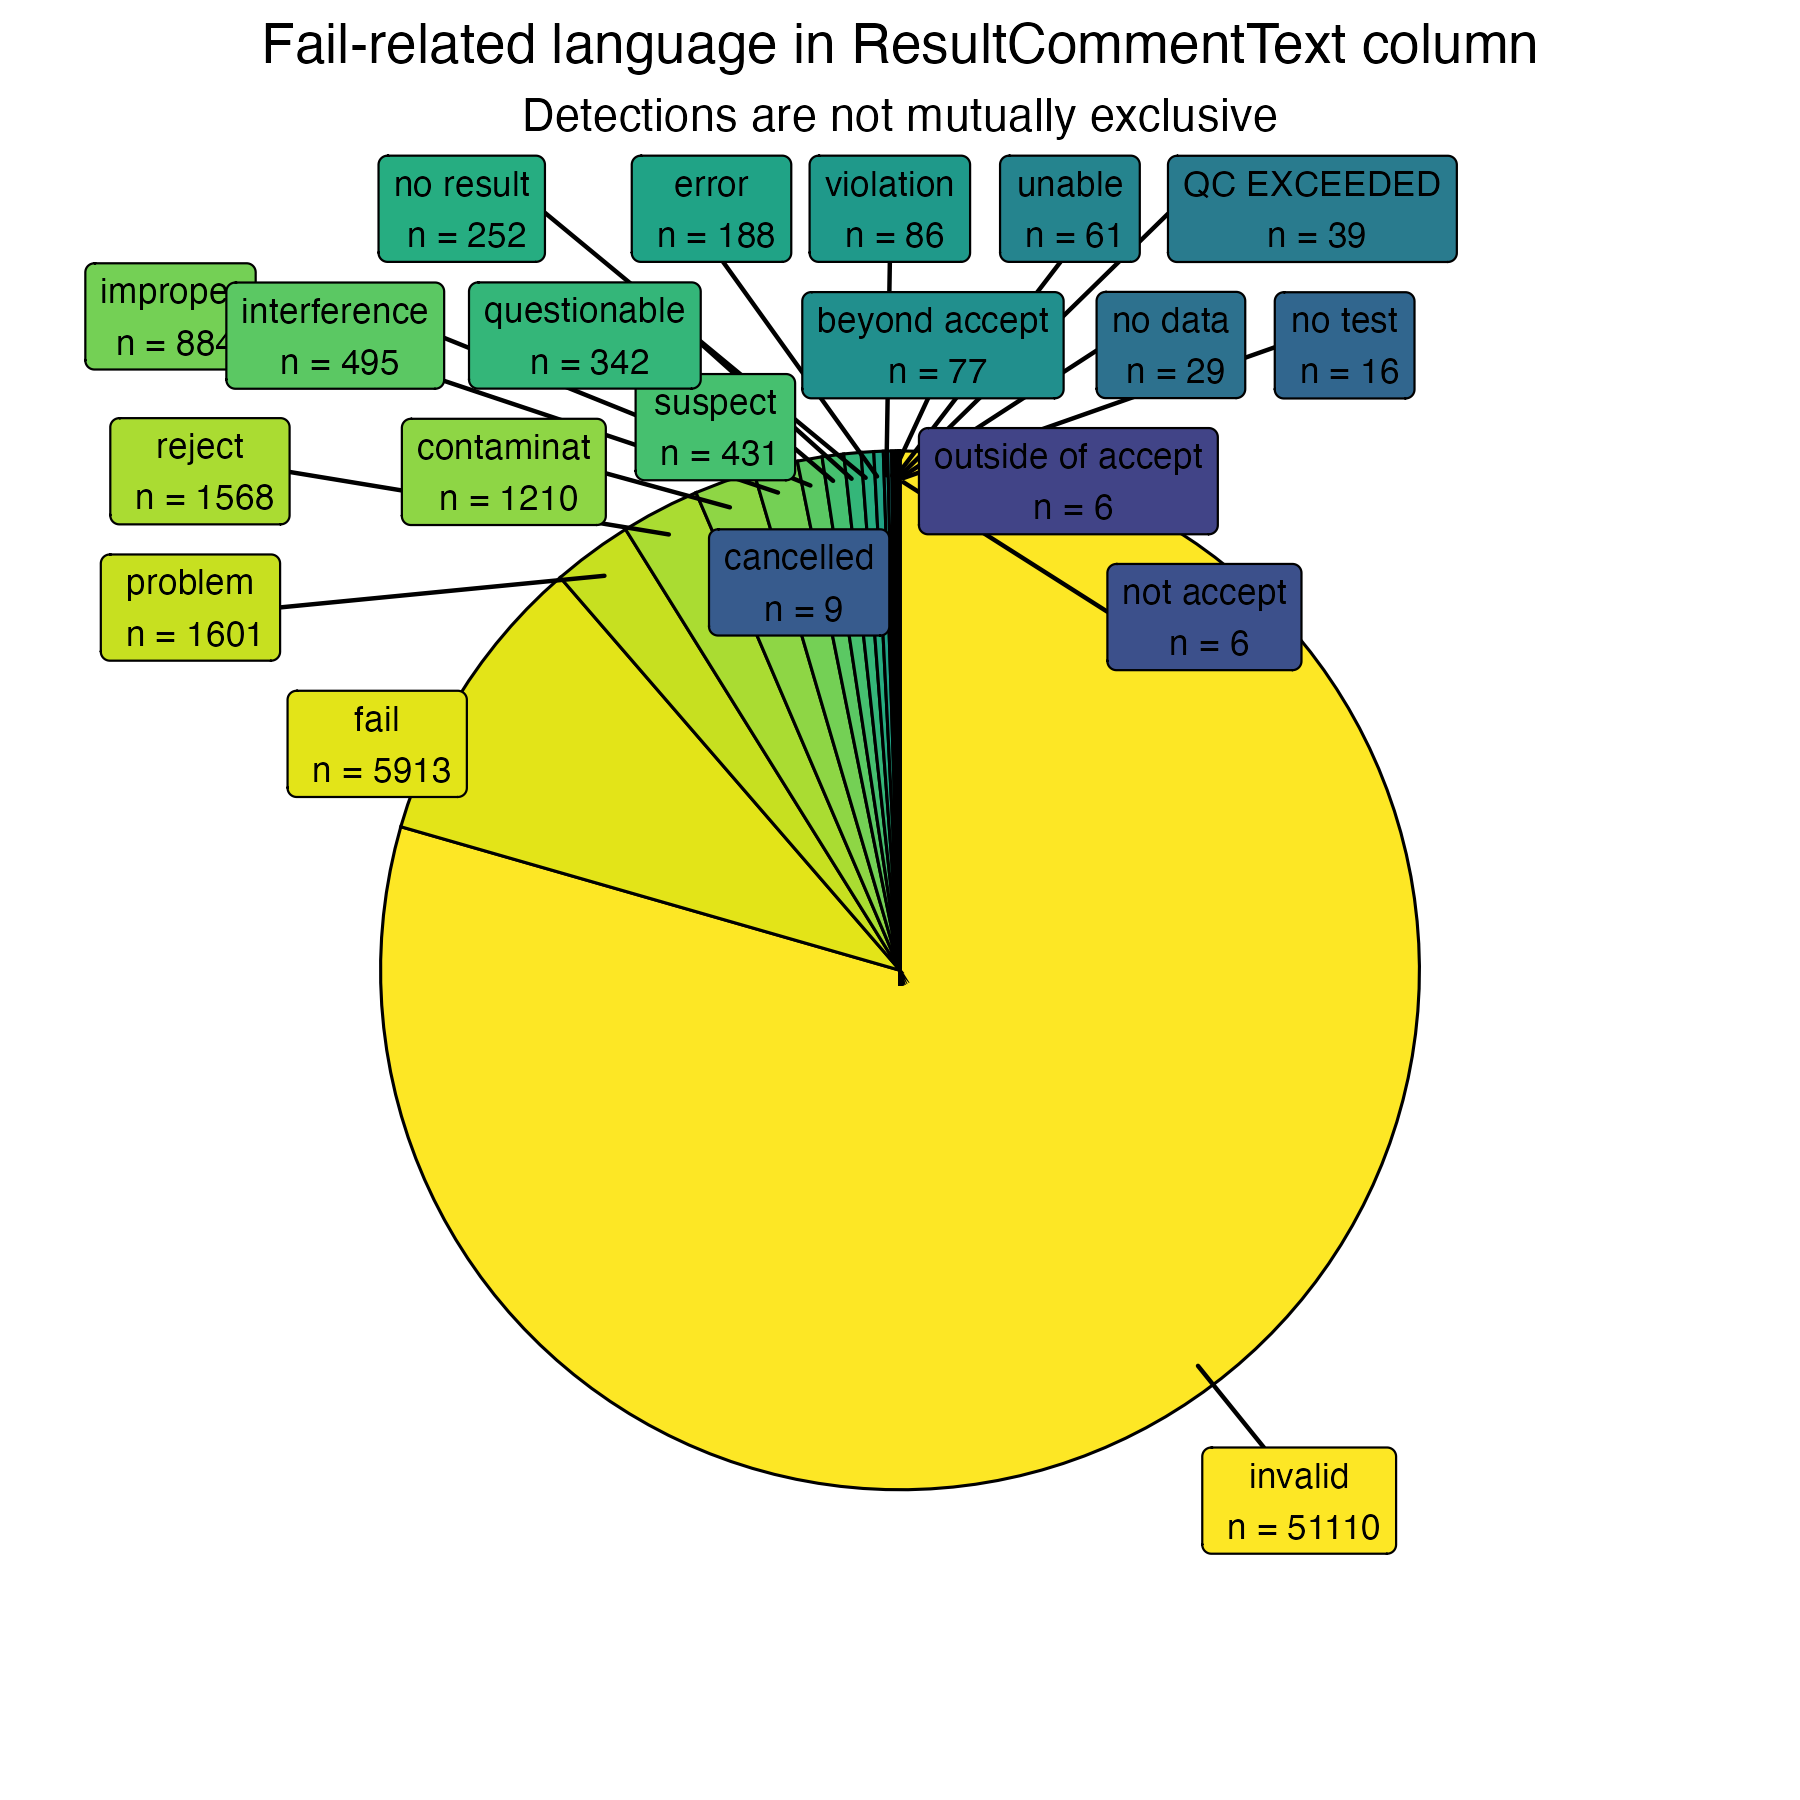 Fail-related language in ResultCommentText column
Detections are not mutually exclusive
no result
n = 252
error
n = 188
violation
n = 86
unable
n = 61
QC EXCEEDED
n = 39
imprope
n = 884
interference
n = 495
questionable
n = 342
beyond accept
n = 77
no data
n = 29
no test
n = 16
suspect
n = 431
reject
n = 1568
contaminat
n = 1210
outside of accept
n = 6
problem
n = 1601
cancelled
n = 9
not accept
n = 6
fail
n = 5913
invalid
n = 51110